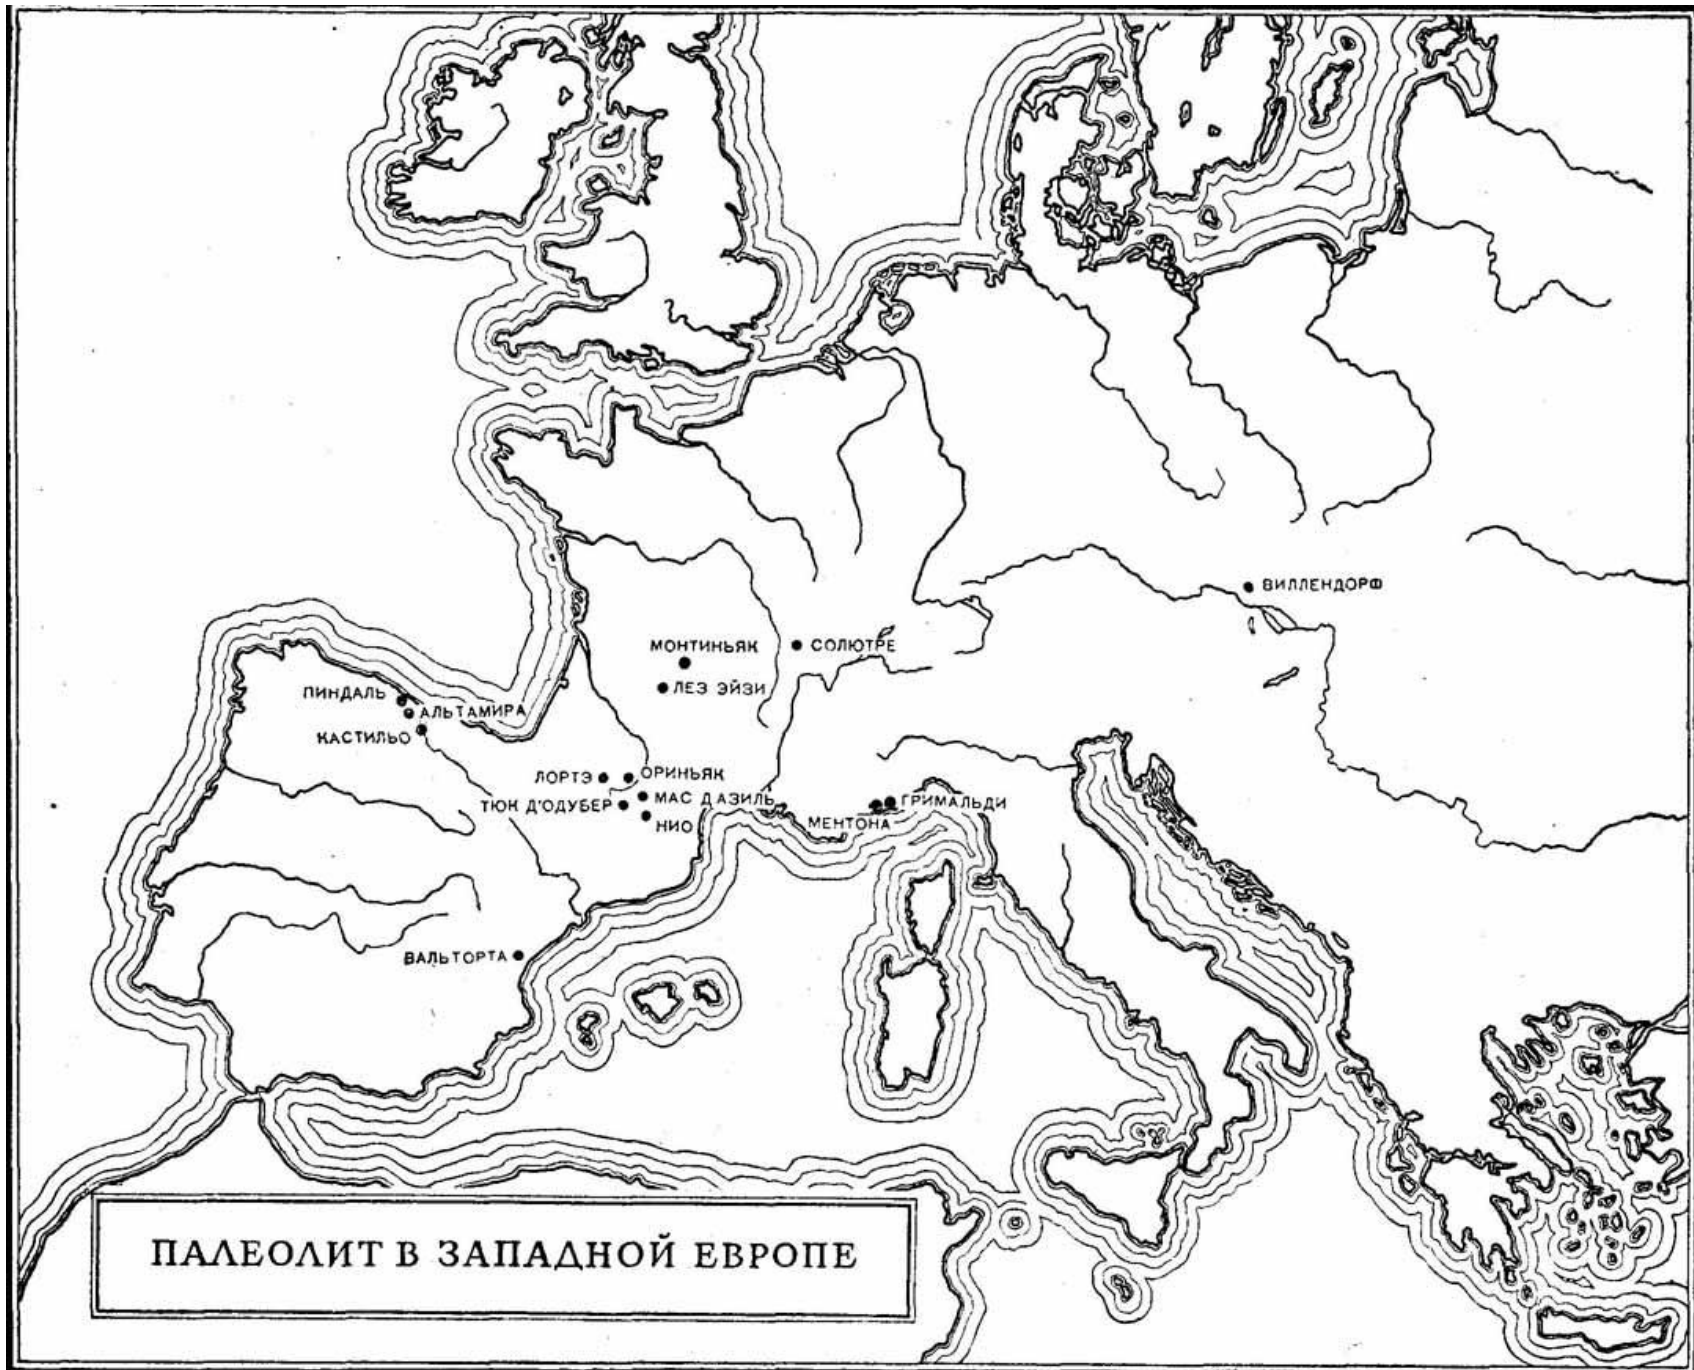 ВИЛЛЕНДОРФ
МОНТИНЬЯК
СОЛЮТРЕ
ЛЕЗ ЭЙЗИ
ПИНДАЛЬ
АЛЬТАМИРА
КАСТИЛЬО
ЛОРТЭ
ОРИНЬЯК
МАС Д'АЗИЛЬ
ТЮК Д'ОДУБЕР
ГРИМАЛЬДИ
НИО
МЕНТОНА
ВАЛЬТОРТА
ПАЛЕОЛИТ В ЗАПАДНОЙ ЕВРОПЕ